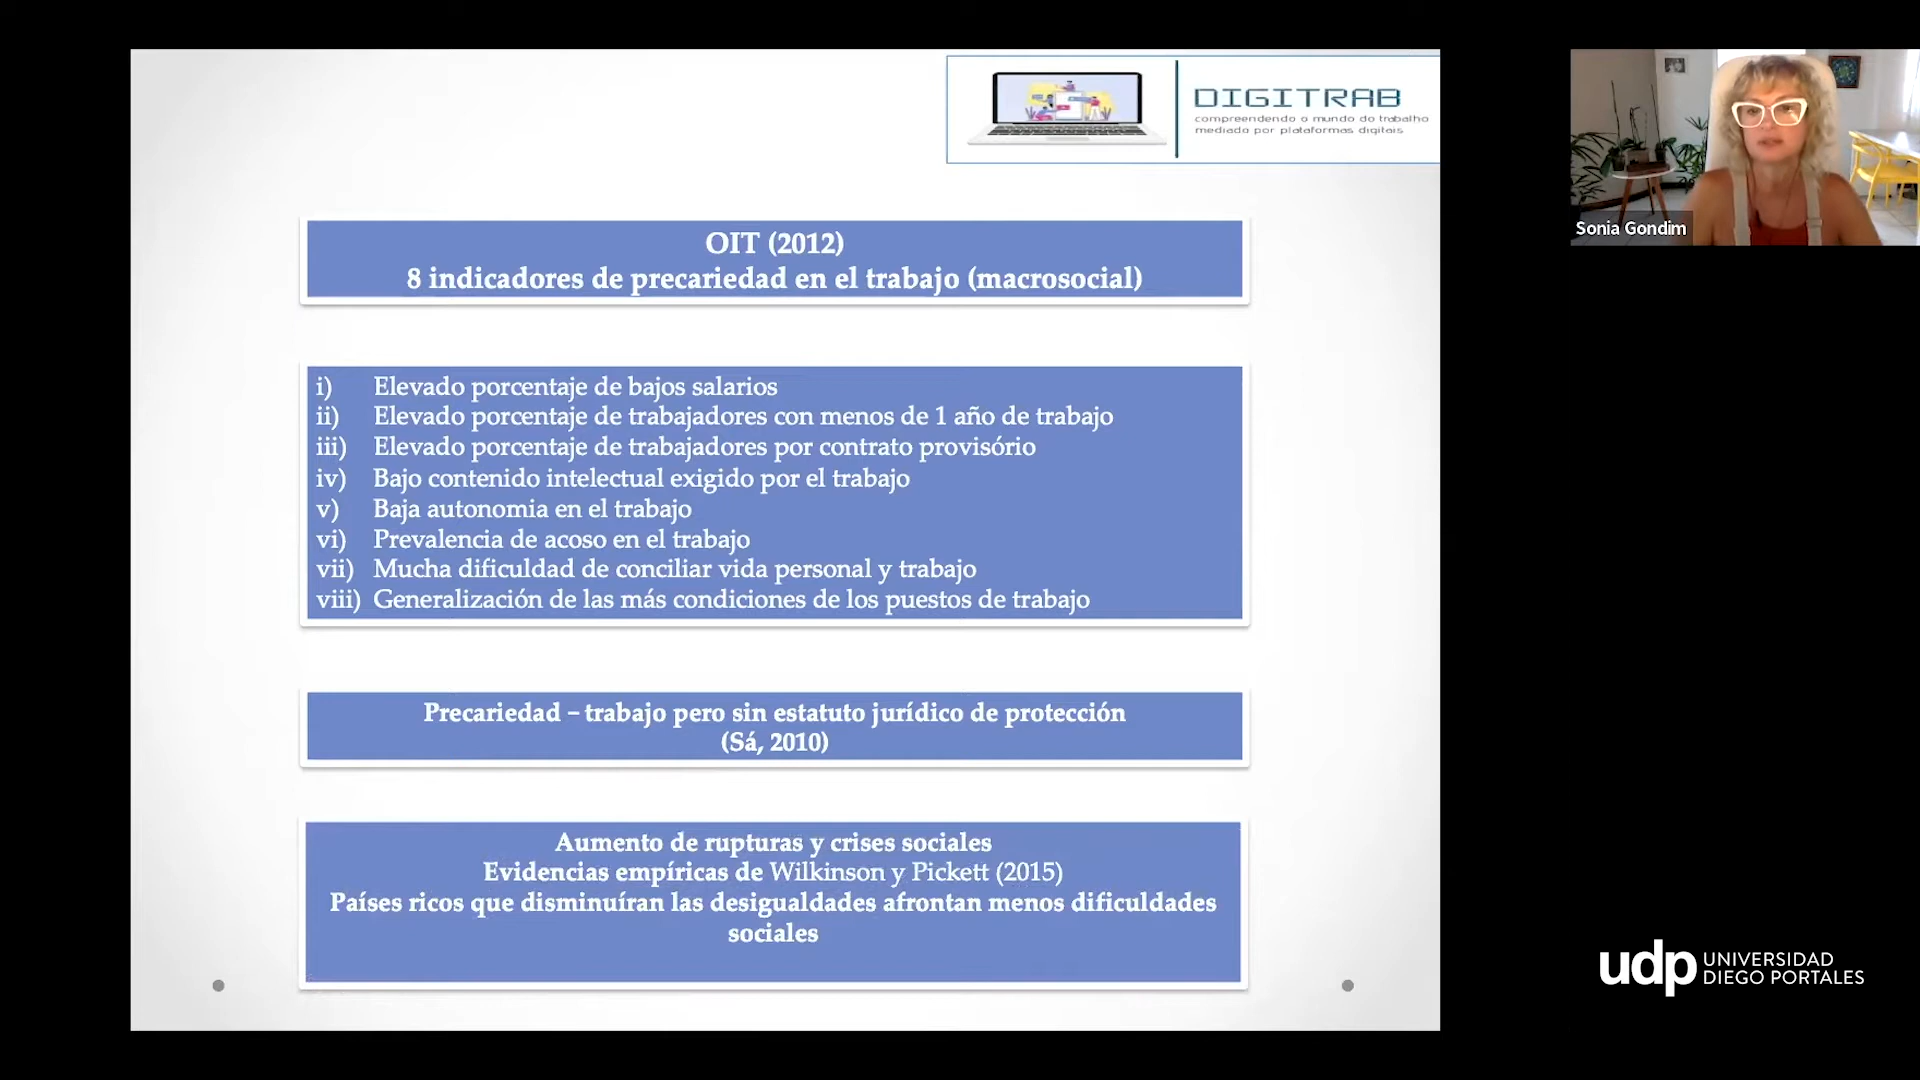 DIGITRAB
compreendendo o mundo do trabalho
mediado por plataformas digitais
OIT (2012)
8 indicadores de precariedad en el trabajo (macrosocial)
i) Elevado porcentaje de bajos salarios
ii) Elevado porcentaje de trabajadores con menos de 1 año de trabajo
iii) Elevado porcentaje de trabajadores por contrato provisório
iv) Bajo contenido intelectual exigido por el trabajo
v) Baja autonomia en el trabajo
vi) Prevalencia de acoso en el trabajo
vii) Mucha dificuldad de conciliar vida personal y trabajo
viii) Generalización de las más condiciones de los puestos de trabajo
Precariedad – trabajo pero sin estatuto jurídico de protección
(Sá, 2010)
Aumento de rupturas y crises sociales
Evidencias empíricas de Wilkinson y Pickett (2015)
Países ricos que disminuíran las desigualdades afrontan menos dificuldades
sociales
Sonia Gondim
udp UNIVERSIDAD
DIEGO PORTALES